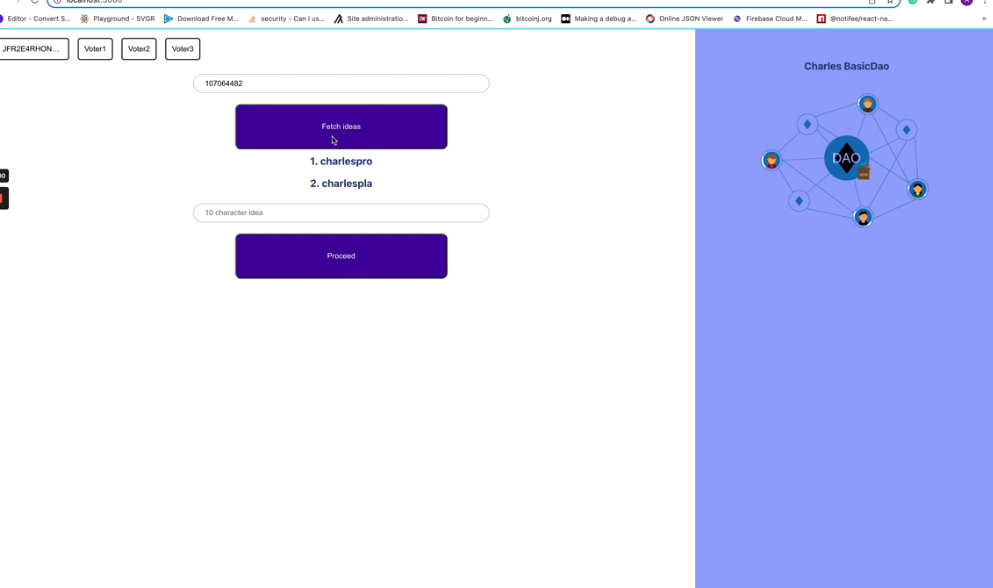 Editor - Convert S... Playground - SVGR Download Free M... security - Can I us... Site administratio... Bitcoin for beginn... bitcoinj.org Making a debug a... Online JSON Viewer Firebase Cloud M... @notifee/react-na... »
JFR2E4RHON... Voter1 Voter2 Voter3
Charles BasicDao
107064482
Fetch ideas
DAO
1. charlespro
2. charlespla
10 character idea
Proceed